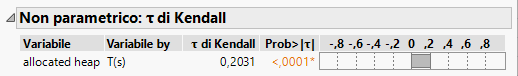 Non parametrico: τ di Kendall
Variabile Variabile by τ di Kendall Prob>|τ| -,8 -,6 -,4 -,2 0 ,2 ,4 ,6 ,8
allocated heap T(s) 0,2031 <,0001*